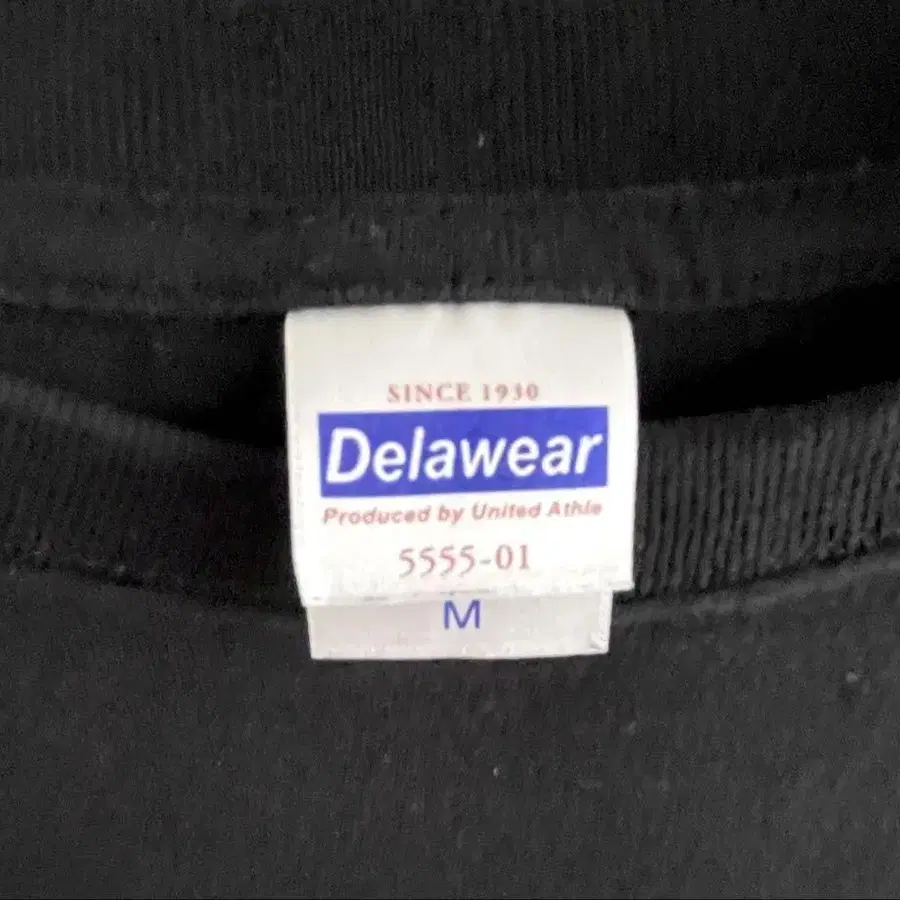 SINCE 1930
Delawear
Produced by United Athle
5555-01
M